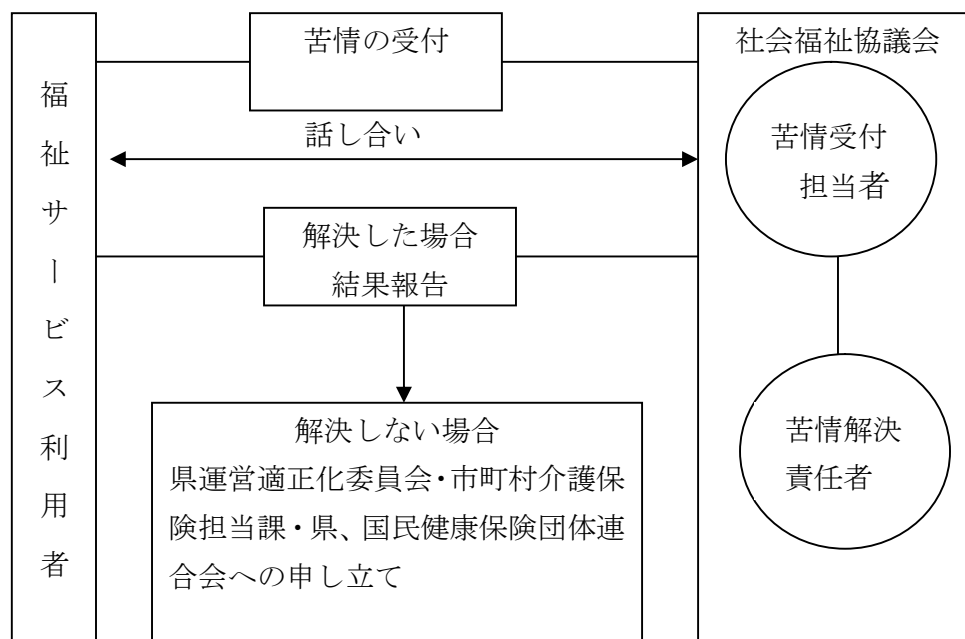 福祉サービス利用者
苦情の受付
話し合い
解決した場合
結果報告
解決しない場合
県運営適正化委員会・市町村介護保
険担当課・県、国民健康保険団体連
合会への申し立て
社会福祉協議会
苦情受付
担当者
苦情解決
責任者